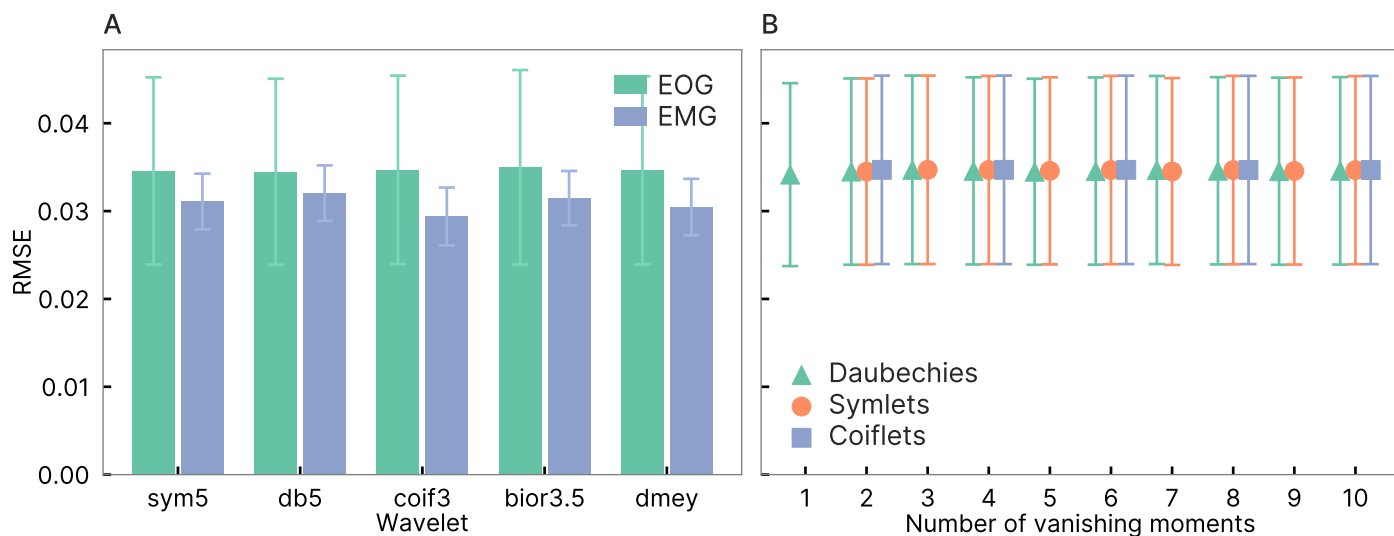 A
RMSE
0.04
0.03
0.02
0.01
0.00
EOG
EMG
sym5 db5 coif3 bior3.5 dmey
Wavelet
B
Daubechies
Symlets
Coiflets
1 2 3 4 5 6 7 8 9 10
Number of vanishing moments